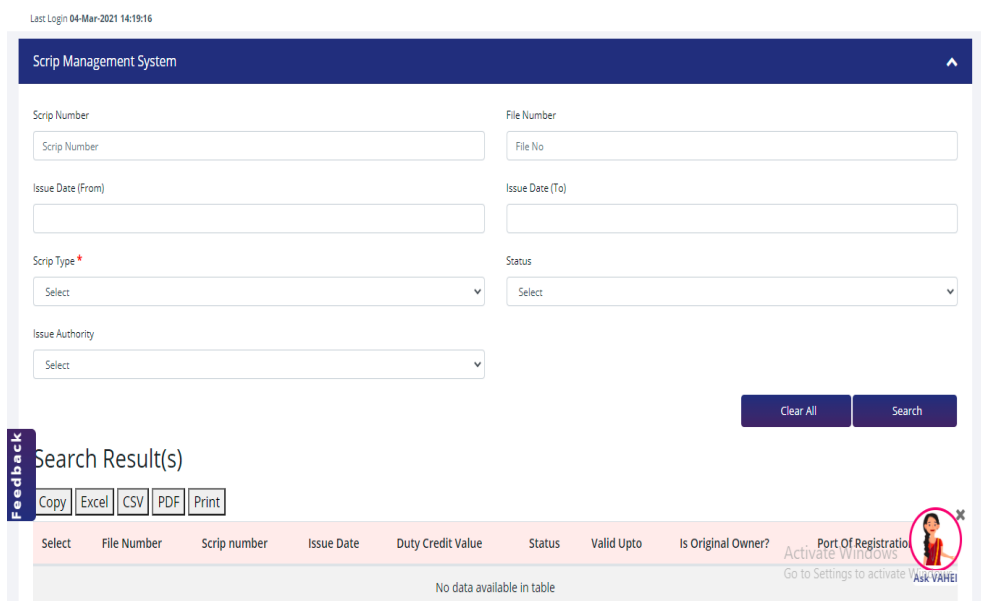 Last Login 04-Mar-2021 14:19:16
Scrip Management System
Scrip Number File Number
Scrip Number File No
Issue Date (From) Issue Date (To)
Scrip Type * Status
Select Select
Issue Authority
Select
Clear All Search
Feedback
Search Result(s)
Copy Excel CSV PDF Print
Select File Number Scrip number Issue Date Duty Credit Value Status Valid Upto Is Original Owner? Port Of Registration
Activate Windows
Go to Settings to activate
Ask VAHEI
No data available in table